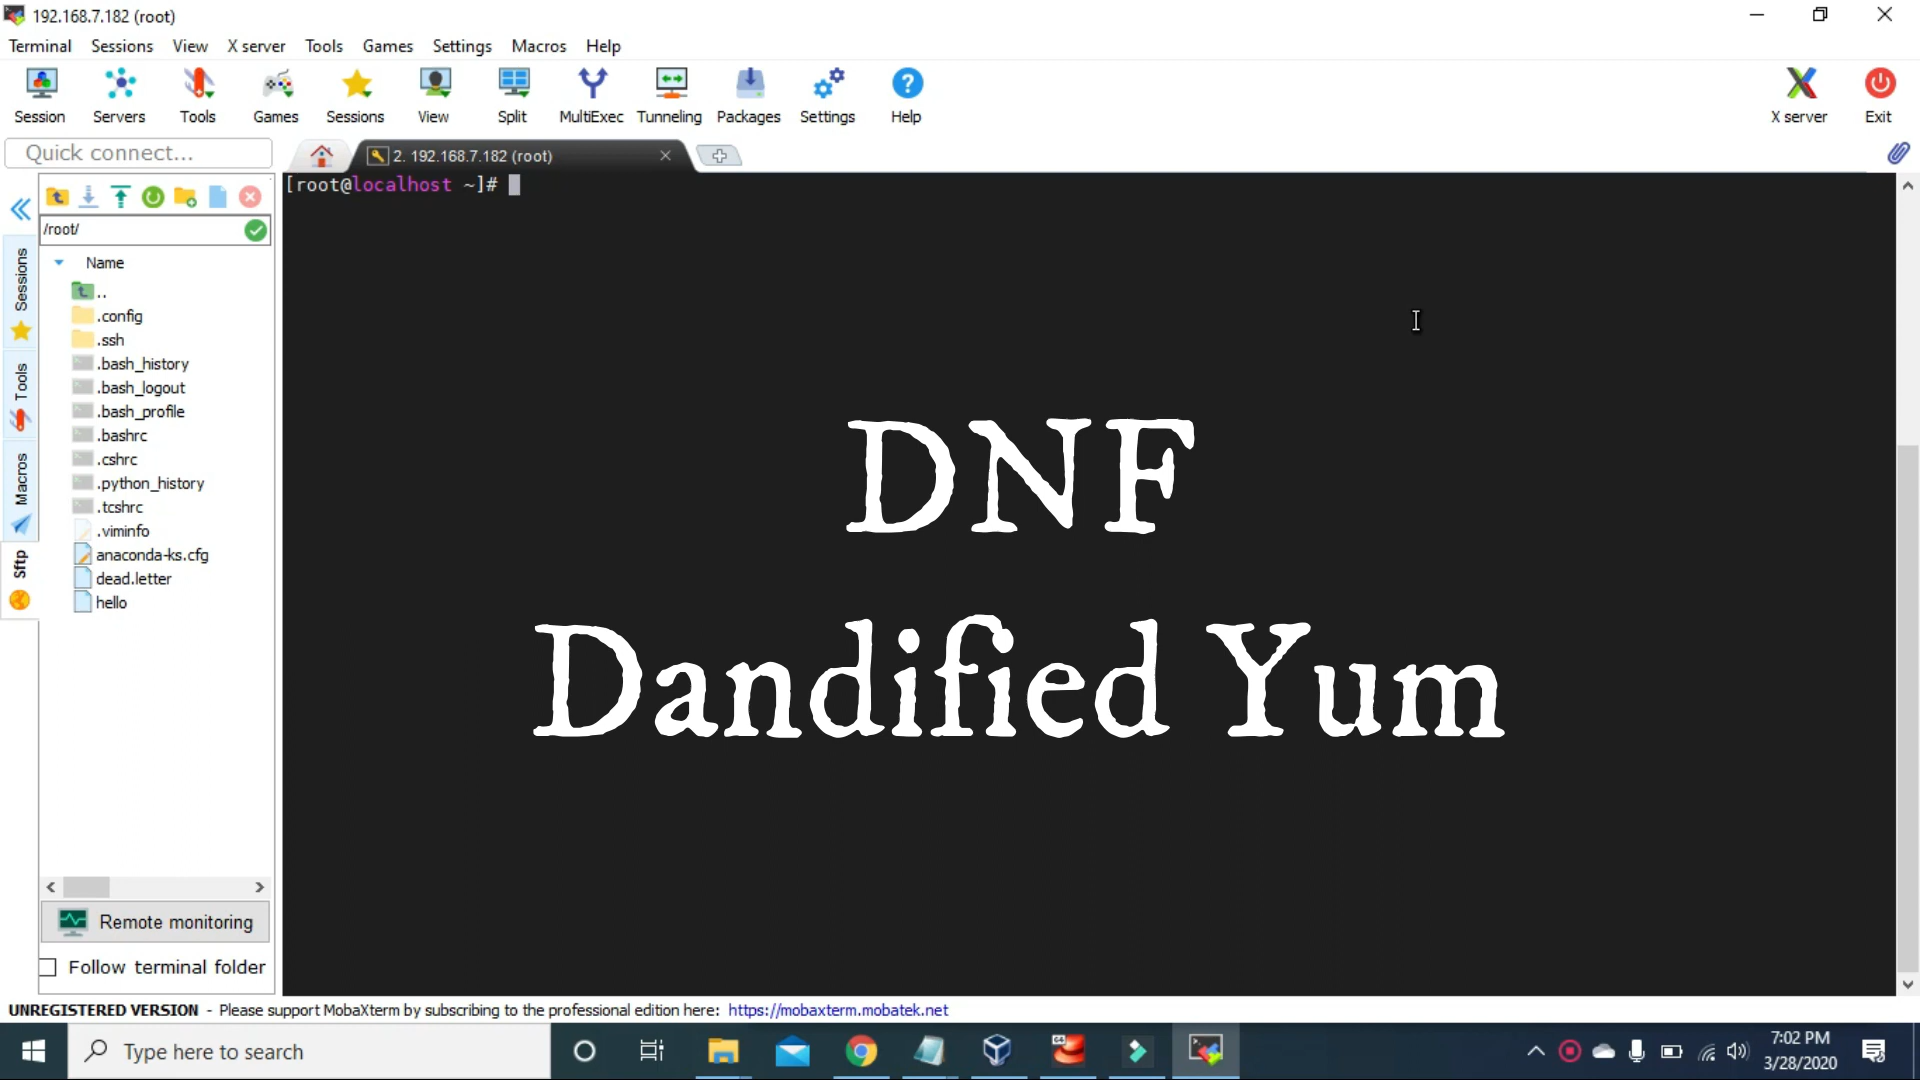 192.168.7.182 (root)
Terminal Sessions View X server Tools Games Settings Macros Help
Session Servers Tools Games Sessions View Split MultiExec Tunneling Packages Settings Help X server Exit
Quick connect...
2. 192.168.7.182 (root)
[root@localhost ~]#
/root/
Name
..
.config
.ssh
.bash_history
.bash_logout
.bash_profile
.bashrc
.cshrc
.python_history
.tcshrc
.viminfo
anaconda-ks.cfg
dead.letter
hello
Sessions
Tools
Macros
Sftp
DNF
Dandified Yum
Remote monitoring
Follow terminal folder
UNREGISTERED VERSION - Please support MobaXterm by subscribing to the professional edition here: https://mobaxterm.mobatek.net
Type here to search
64
7:02 PM
3/28/2020